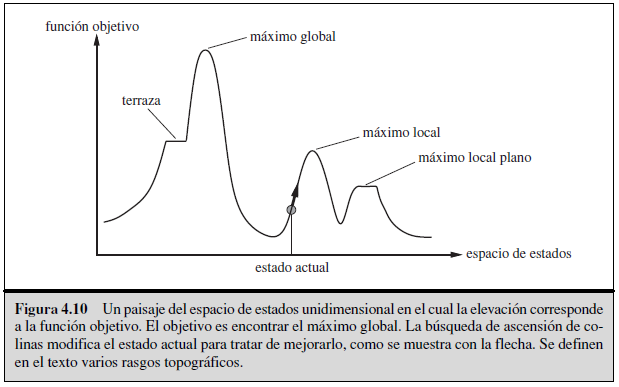 función objetivo
máximo global
terraza
máximo local
máximo local plano
espacio de estados
estado actual
Figura 4.10 Un paisaje del espacio de estados unidimensional en el cual la elevación corresponde
a la función objetivo. El objetivo es encontrar el máximo global. La búsqueda de ascensión de co-
linas modifica el estado actual para tratar de mejorarlo, como se muestra con la flecha. Se definen
en el texto varios rasgos topográficos.